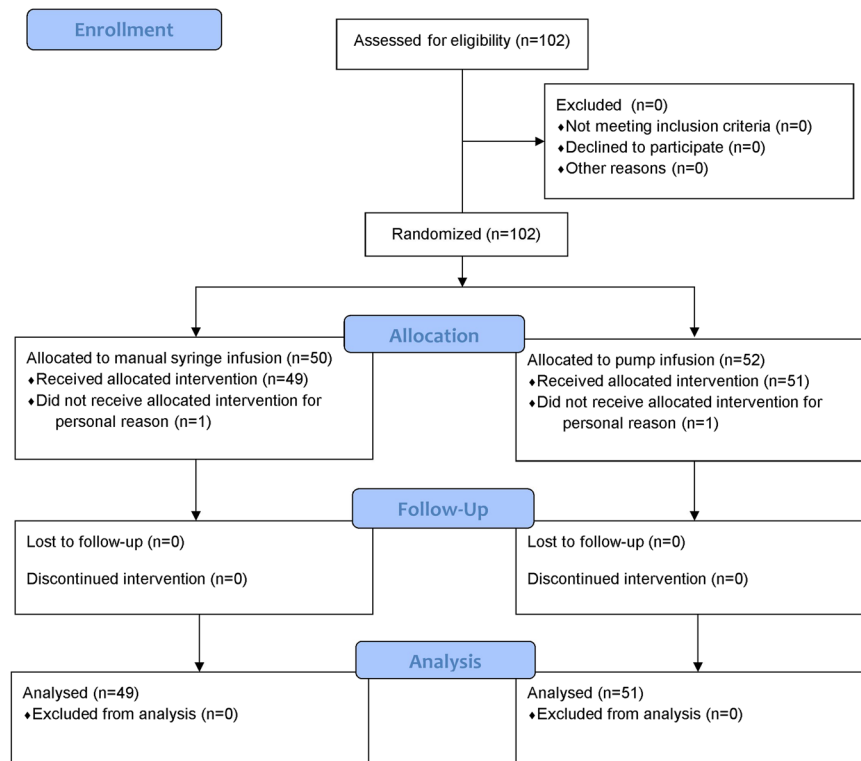 Enrollment
Assessed for eligibility (n=102)
Excluded (n=0)
♦Not meeting inclusion criteria (n=0)
♦Declined to participate (n=0)
♦Other reasons (n=0)
Randomized (n=102)
Allocation
Allocated to manual syringe infusion (n=50)
♦Received allocated intervention (n=49)
♦Did not receive allocated intervention for
personal reason (n=1)
Allocated to pump infusion (n=52)
♦Received allocated intervention (n=51)
♦Did not receive allocated intervention for
personal reason (n=1)
Follow-Up
Lost to follow-up (n=0)
Discontinued intervention (n=0)
Lost to follow-up (n=0)
Discontinued intervention (n=0)
Analysis
Analysed (n=49)
♦Excluded from analysis (n=0)
Analysed (n=51)
♦Excluded from analysis (n=0)